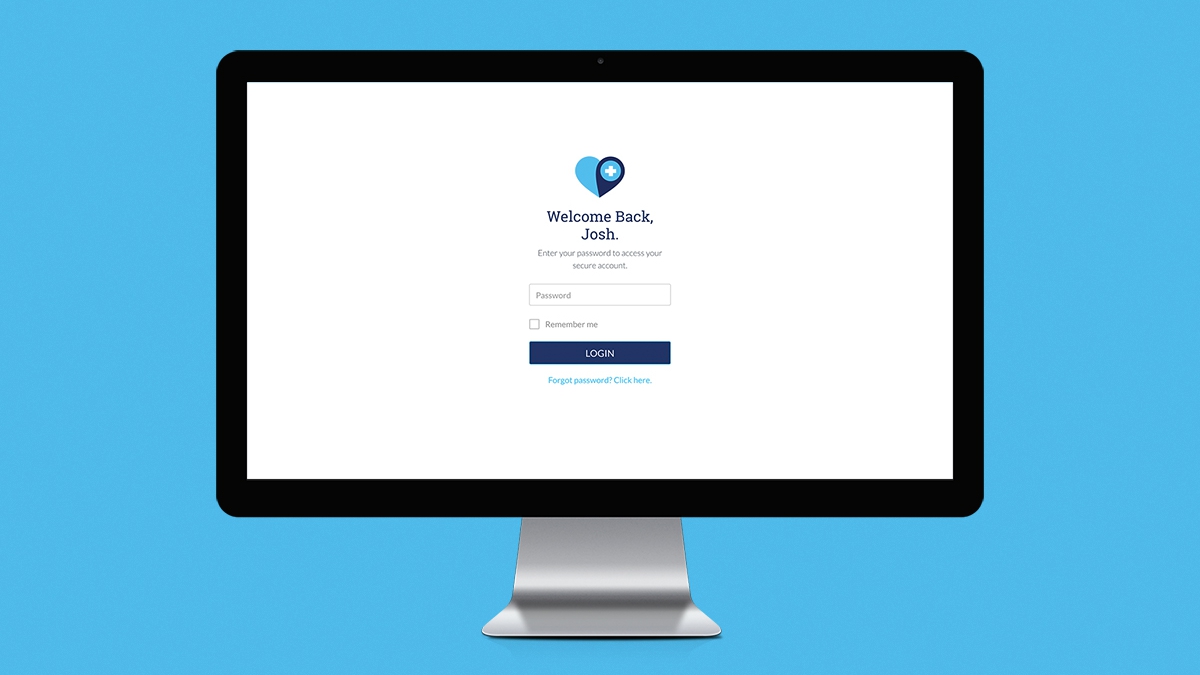 Welcome Back,
Josh.
Enter your password to access your
secure account.
Password
Remember me
LOGIN
Forgot password? Click here.